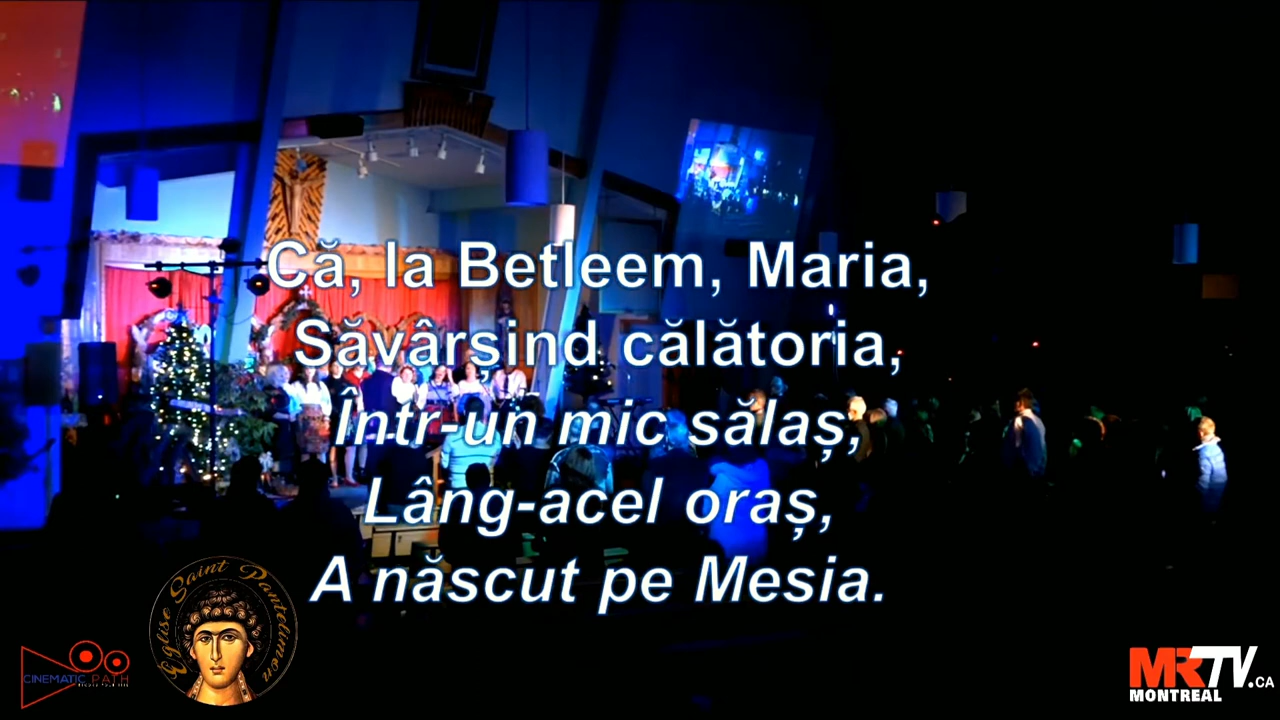 Că, la Betleem, Maria,
Săvârșind călătoria,
Într-un mic sălaș,
Lâng-acel oraș,
A născut pe Mesia.
Eglise Saint Pantelimon
CINEMATIC PATH
MRTV.CA
MONTREAL